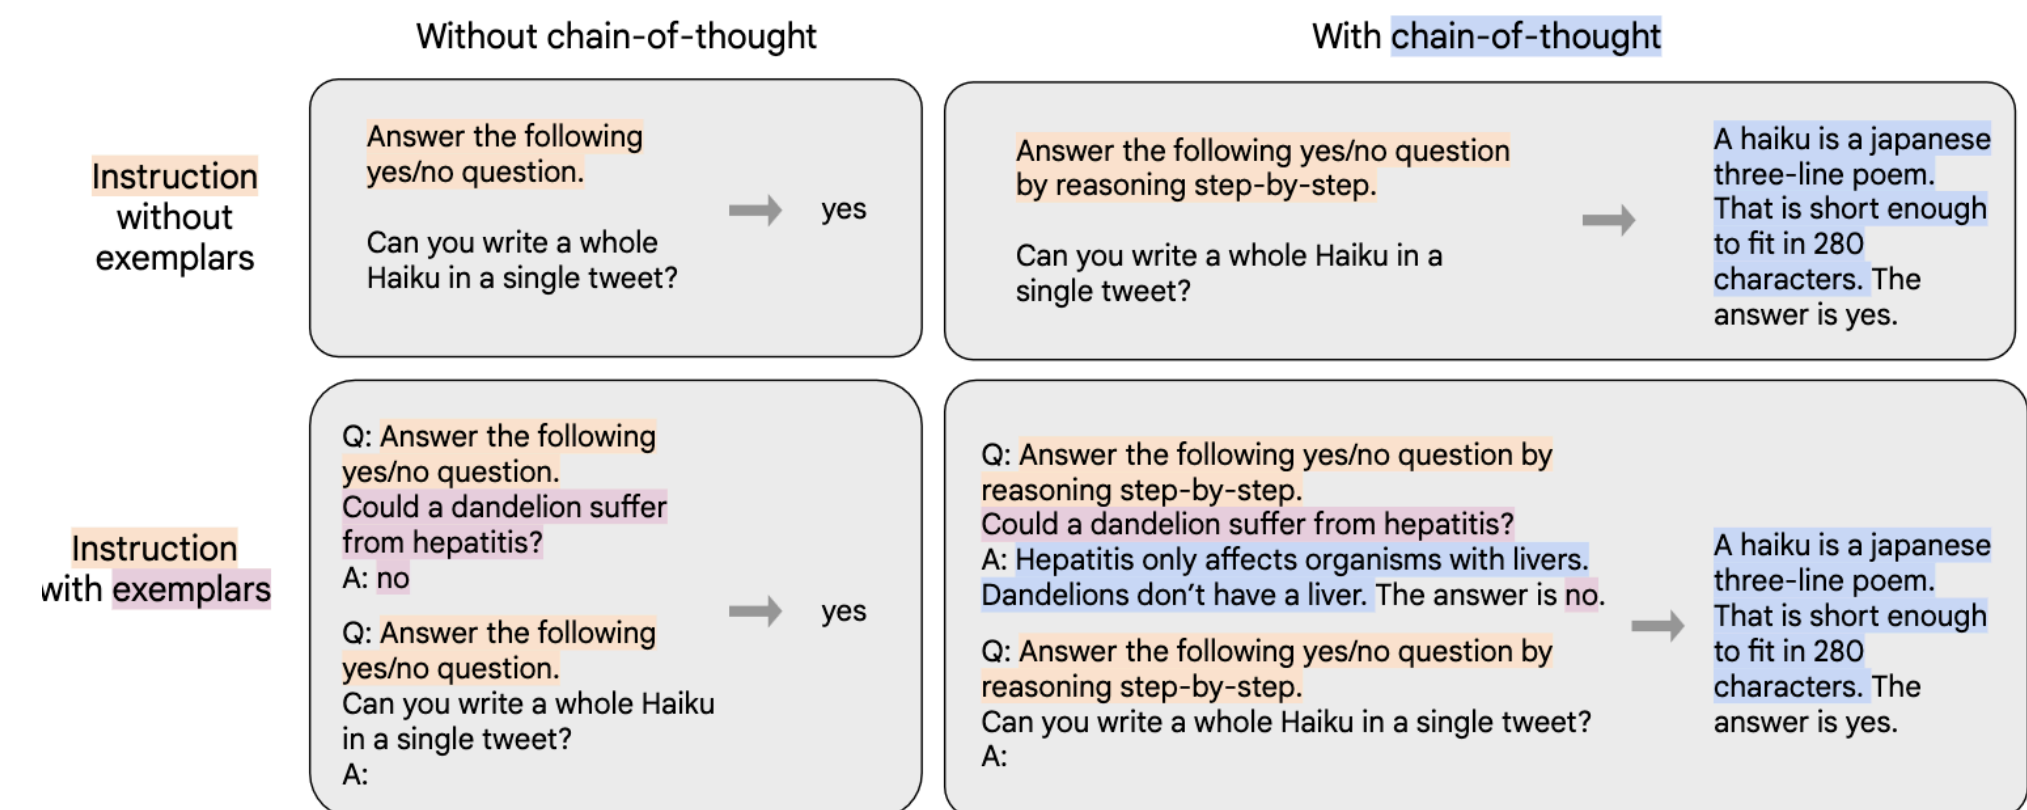 Without chain-of-thought
With chain-of-thought
Instruction
without
exemplars
Answer the following
yes/no question.
Can you write a whole
Haiku in a single tweet?
yes
Answer the following yes/no question
by reasoning step-by-step.
Can you write a whole Haiku in a
single tweet?
A haiku is a japanese
three-line poem.
That is short enough
to fit in 280
characters. The
answer is yes.
Instruction
with exemplars
Q: Answer the following
yes/no question.
Could a dandelion suffer
from hepatitis?
A: no
Q: Answer the following
yes/no question.
Can you write a whole Haiku
in a single tweet?
A:
yes
Q: Answer the following yes/no question by
reasoning step-by-step.
Could a dandelion suffer from hepatitis?
A: Hepatitis only affects organisms with livers.
Dandelions don’t have a liver. The answer is no.
Q: Answer the following yes/no question by
reasoning step-by-step.
Can you write a whole Haiku in a single tweet?
A:
A haiku is a japanese
three-line poem.
That is short enough
to fit in 280
characters. The
answer is yes.